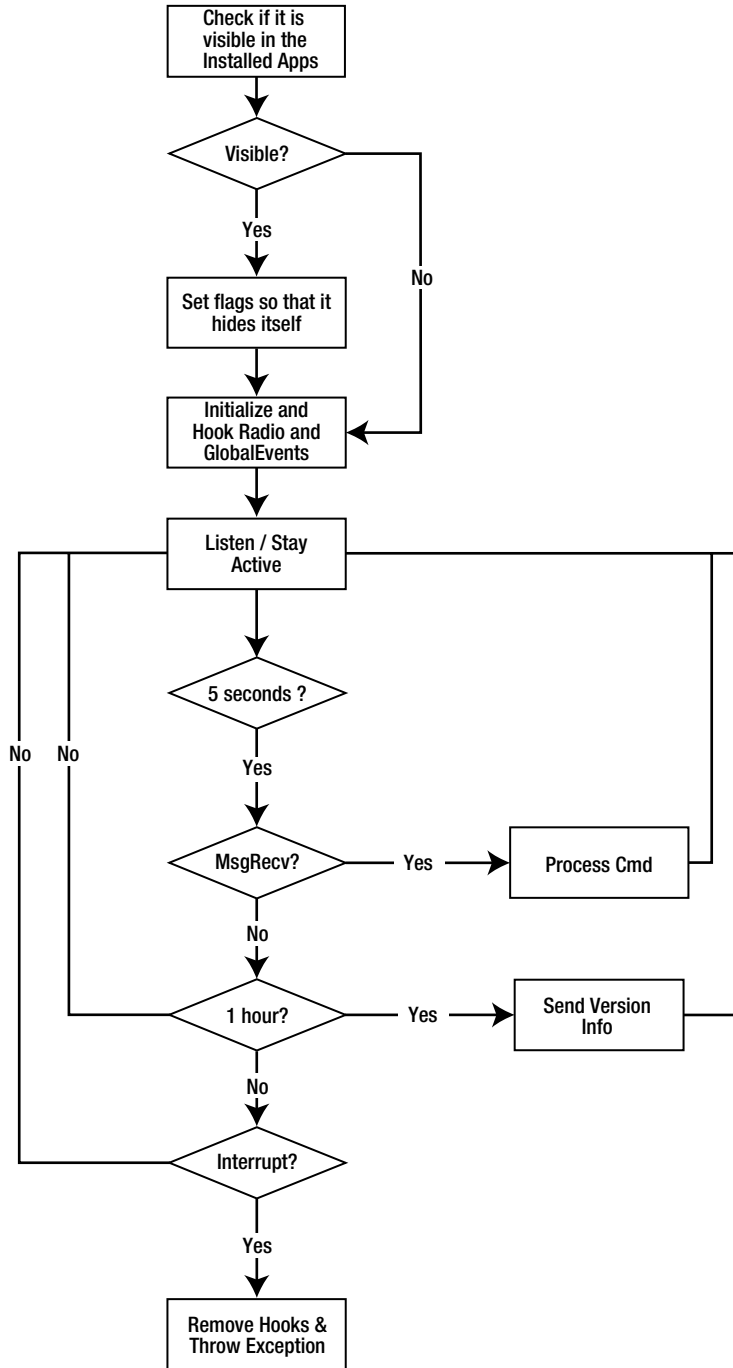 Check if it is
visible in the
Installed Apps
Visible?
Yes
No
Set flags so that it
hides itself
Initialize and
Hook Radio and
GlobalEvents
Listen / Stay
Active
5 seconds ?
No
No
Yes
MsgRecv?
Yes
Process Cmd
No
1 hour?
Yes
Send Version
Info
No
Interrupt?
Yes
Remove Hooks &
Throw Exception